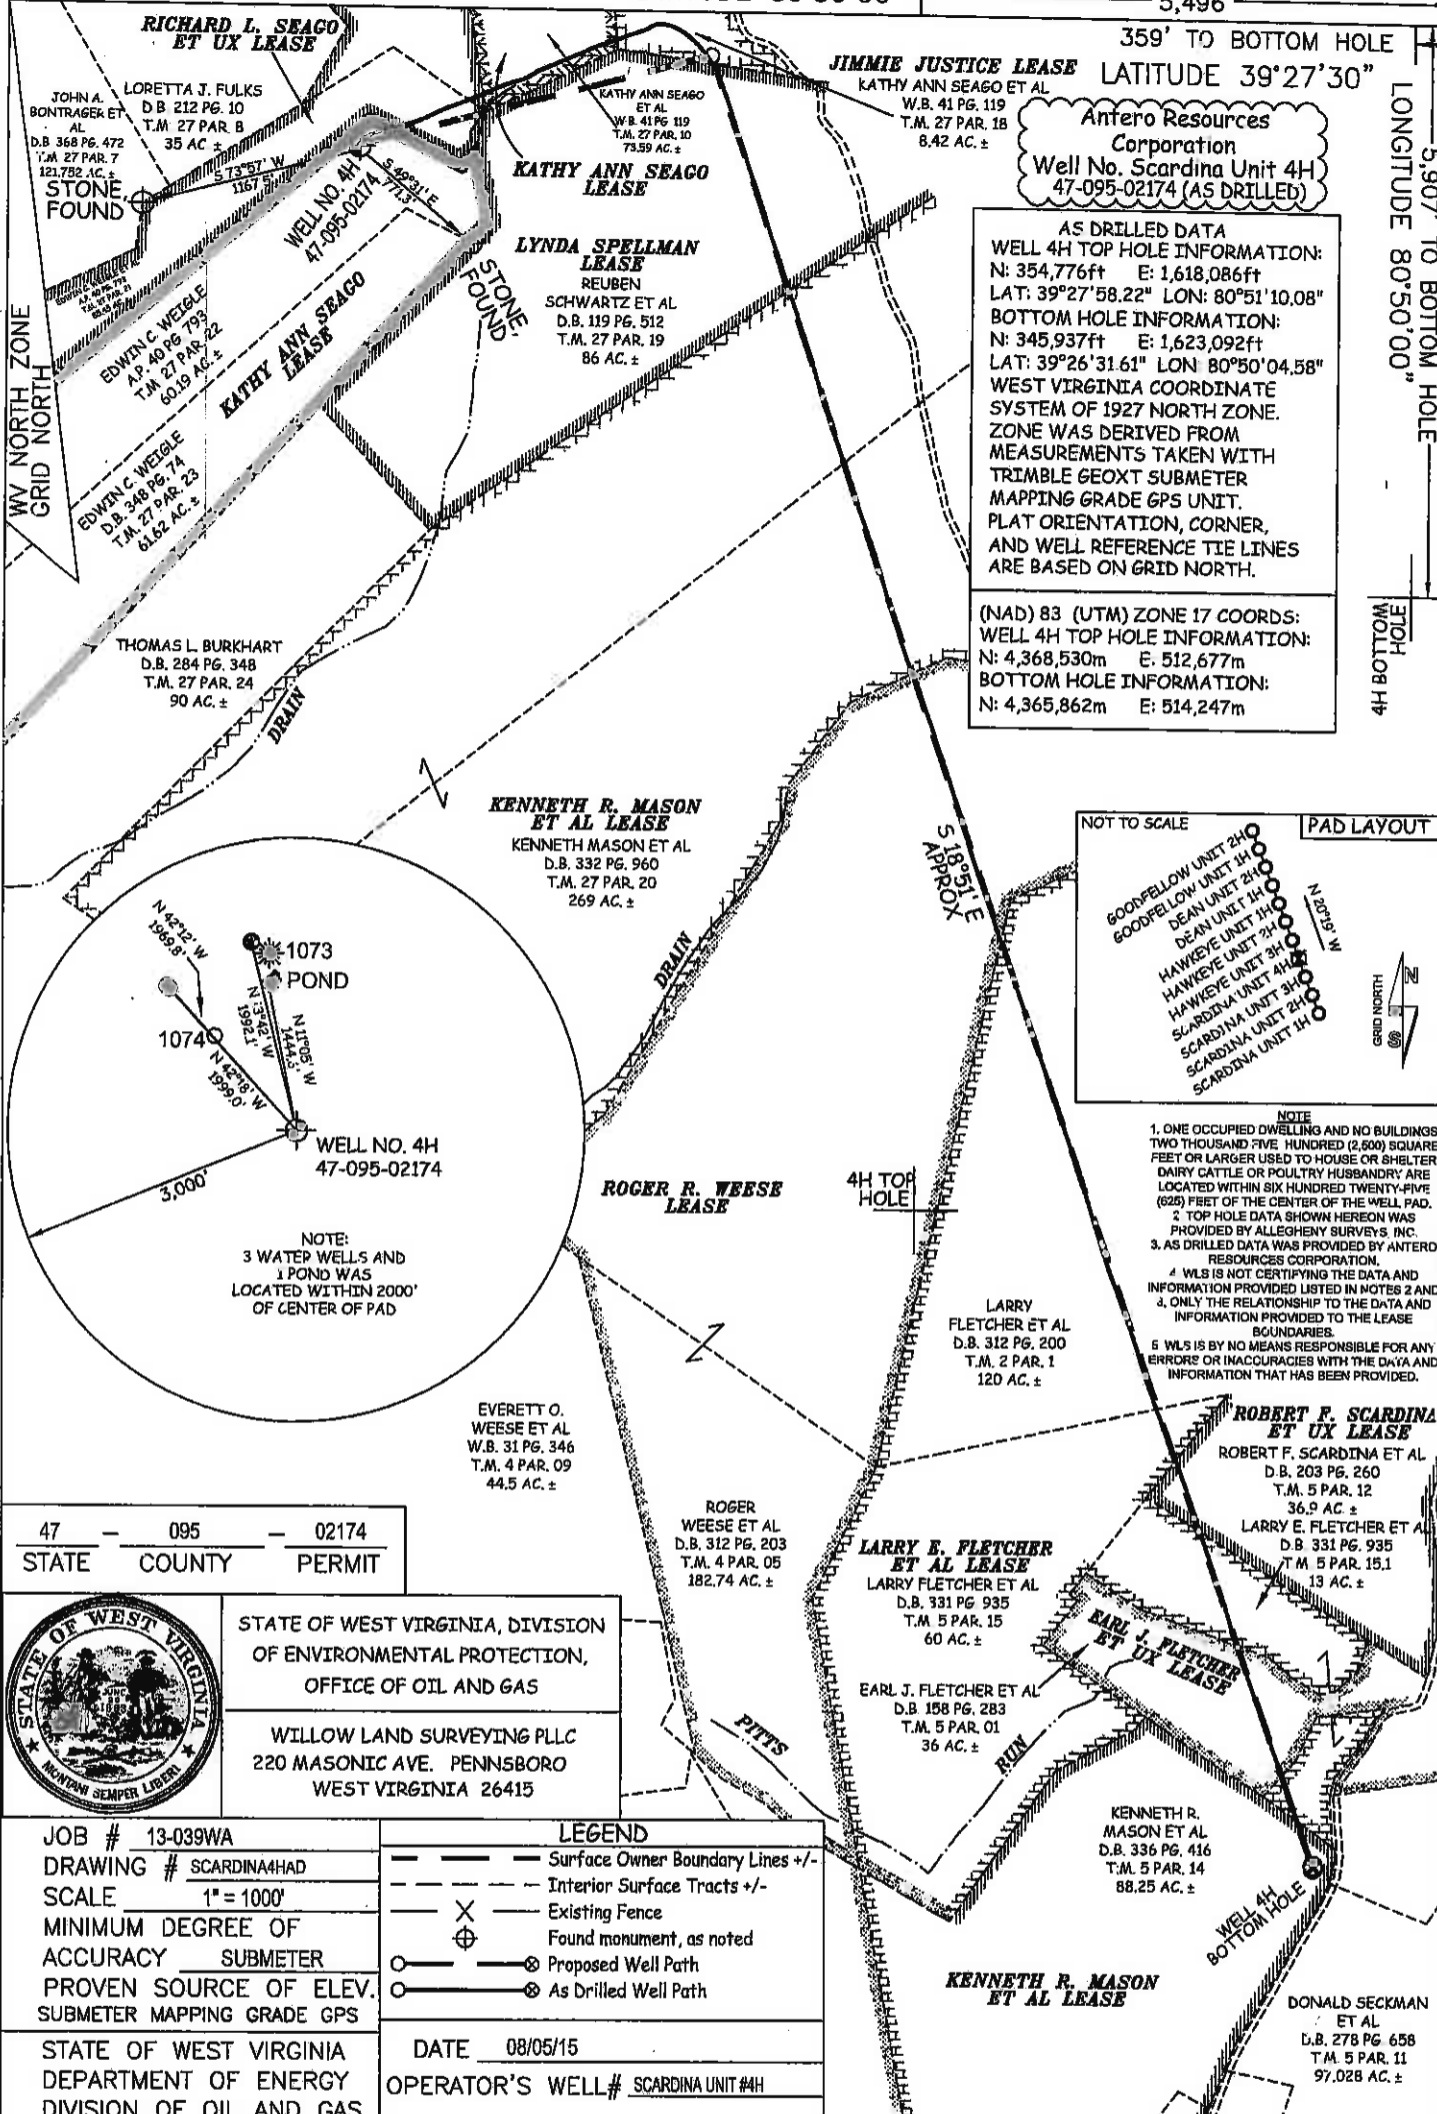 5,496'
359' TO BOTTOM HOLE
LATITUDE 39°27'30"
5,907' TO BOTTOM HOLE
LONGITUDE 80°50'00"
4H BOTTOM
HOLE
RICHARD L. SEAGO
ET UX LEASE
LORETTA J. FULKS
D.B. 212 PG. 10
T.M. 27 PAR. 8
35 AC. ±
JOHN A.
BONTRAGER ET
AL
D.B. 368 PG. 472
T.M. 27 PAR. 7
121.752 AC. ±
STONE,
FOUND
S 73°57' W
1167.5'
S 49°31' E
771.3'
WELL NO. 4H
47-095-02174
KATHY ANN SEAGO
ET AL
W.B. 41 PG. 119
T.M. 27 PAR. 10
73.59 AC. ±
KATHY ANN SEAGO
LEASE
JIMMIE JUSTICE LEASE
KATHY ANN SEAGO ET AL
W.B. 41 PG. 119
T.M. 27 PAR. 18
8.42 AC. ±
Antero Resources
Corporation
Well No. Scardina Unit 4H
47-095-02174 (AS DRILLED)
AS DRILLED DATA
WELL 4H TOP HOLE INFORMATION:
N: 354,776ft E: 1,618,086ft
LAT: 39°27'58.22" LON: 80°51'10.08"
BOTTOM HOLE INFORMATION:
N: 345,937ft E: 1,623,092ft
LAT: 39°26'31.61" LON: 80°50'04.58"
WEST VIRGINIA COORDINATE
SYSTEM OF 1927 NORTH ZONE.
ZONE WAS DERIVED FROM
MEASUREMENTS TAKEN WITH
TRIMBLE GEOXT SUBMETER
MAPPING GRADE GPS UNIT.
PLAT ORIENTATION, CORNER,
AND WELL REFERENCE TIE LINES
ARE BASED ON GRID NORTH.
(NAD) 83 (UTM) ZONE 17 COORDS:
WELL 4H TOP HOLE INFORMATION:
N: 4,368,530m E: 512,677m
BOTTOM HOLE INFORMATION:
N: 4,365,862m E: 514,247m
LYNDA SPELLMAN
LEASE
REUBEN
SCHWARTZ ET AL
D.B. 119 PG. 512
T.M. 27 PAR. 19
86 AC. ±
STONE,
FOUND
WV NORTH ZONE
GRID NORTH
EDWIN C. WEIGLE
A.P. 40 PG. 793
T.M. 27 PAR. 22
60.19 AC. ±
KATHY ANN SEAGO
LEASE
EDWIN C. WEIGLE
D.B. 348 PG. 74
T.M. 27 PAR. 23
61.62 AC. ±
THOMAS L. BURKHART
D.B. 284 PG. 348
T.M. 27 PAR. 24
90 AC. ±
DRAIN
KENNETH R. MASON
ET AL LEASE
KENNETH MASON ET AL
D.B. 332 PG. 960
T.M. 27 PAR. 20
269 AC. ±
DRAIN
S 18°51' E
APPROX
NOT TO SCALE
PAD LAYOUT
GOODFELLOW UNIT 2H
GOODFELLOW UNIT 1H
DEAN UNIT 2H
DEAN UNIT 1H
HAWKEYE UNIT 1H
HAWKEYE UNIT 2H
HAWKEYE UNIT 3H
SCARDINA UNIT 4H
SCARDINA UNIT 3H
SCARDINA UNIT 2H
SCARDINA UNIT 1H
N 20°19' W
GRID NORTH
N
S
N 42°12' W
1969.8'
1073
POND
1074
N 13°42' W
1992.1'
N 11°05' W
1444.6'
N 42°18' W
1999.0'
WELL NO. 4H
47-095-02174
3,000'
NOTE:
3 WATER WELLS AND
1 POND WAS
LOCATED WITHIN 2000'
OF CENTER OF PAD
NOTE
1. ONE OCCUPIED DWELLING AND NO BUILDINGS
TWO THOUSAND FIVE HUNDRED (2,500) SQUARE
FEET OR LARGER USED TO HOUSE OR SHELTER
DAIRY CATTLE OR POULTRY HUSBANDRY ARE
LOCATED WITHIN SIX HUNDRED TWENTY-FIVE
(625) FEET OF THE CENTER OF THE WELL PAD.
2. TOP HOLE DATA SHOWN HEREON WAS
PROVIDED BY ALLEGHENY SURVEYS, INC.
3. AS DRILLED DATA WAS PROVIDED BY ANTERO
RESOURCES CORPORATION.
4. WLS IS NOT CERTIFYING THE DATA AND
INFORMATION PROVIDED LISTED IN NOTES 2 AND
3, ONLY THE RELATIONSHIP TO THE DATA AND
INFORMATION PROVIDED TO THE LEASE
BOUNDARIES.
5. WLS IS BY NO MEANS RESPONSIBLE FOR ANY
ERRORS OR INACCURACIES WITH THE DATA AND
INFORMATION THAT HAS BEEN PROVIDED.
ROGER R. WEESE
LEASE
4H TOP
HOLE
LARRY
FLETCHER ET AL
D.B. 312 PG. 200
T.M. 2 PAR. 1
120 AC. ±
EVERETT O.
WEESE ET AL
W.B. 31 PG. 346
T.M. 4 PAR. 09
44.5 AC. ±
ROGER
WEESE ET AL
D.B. 312 PG. 203
T.M. 4 PAR. 05
182.74 AC. ±
ROBERT F. SCARDINA
ET UX LEASE
ROBERT F. SCARDINA ET AL
D.B. 203 PG. 260
T.M. 5 PAR. 12
36.9 AC. ±
LARRY E. FLETCHER ET AL
D.B. 331 PG. 935
T.M. 5 PAR. 15.1
13 AC. ±
LARRY E. FLETCHER
ET AL LEASE
LARRY FLETCHER ET AL
D.B. 331 PG. 935
T.M. 5 PAR. 15
60 AC. ±
EARL J. FLETCHER
ET UX LEASE
EARL J. FLETCHER ET AL
D.B. 158 PG. 283
T.M. 5 PAR. 01
36 AC. ±
PITTS
RUN
KENNETH R.
MASON ET AL
D.B. 336 PG. 416
T.M. 5 PAR. 14
88.25 AC. ±
WELL 4H
BOTTOM HOLE
KENNETH R. MASON
ET AL LEASE
DONALD SECKMAN
ET AL
D.B. 278 PG. 658
T.M. 5 PAR. 11
97.028 AC. ±
47 – 095 – 02174
STATE COUNTY PERMIT
STATE OF WEST VIRGINIA
MONTANI SEMPER LIBERI
STATE OF WEST VIRGINIA, DIVISION
OF ENVIRONMENTAL PROTECTION,
OFFICE OF OIL AND GAS
WILLOW LAND SURVEYING PLLC
220 MASONIC AVE. PENNSBORO
WEST VIRGINIA 26415
JOB # 13-039WA
DRAWING # SCARDINA4HAD
SCALE 1" = 1000'
MINIMUM DEGREE OF
ACCURACY SUBMETER
PROVEN SOURCE OF ELEV.
SUBMETER MAPPING GRADE GPS
LEGEND
Surface Owner Boundary Lines +/-
Interior Surface Tracts +/-
Existing Fence
Found monument, as noted
Proposed Well Path
As Drilled Well Path
STATE OF WEST VIRGINIA
DEPARTMENT OF ENERGY
DIVISION OF OIL AND GAS
DATE 08/05/15
OPERATOR'S WELL# SCARDINA UNIT #4H